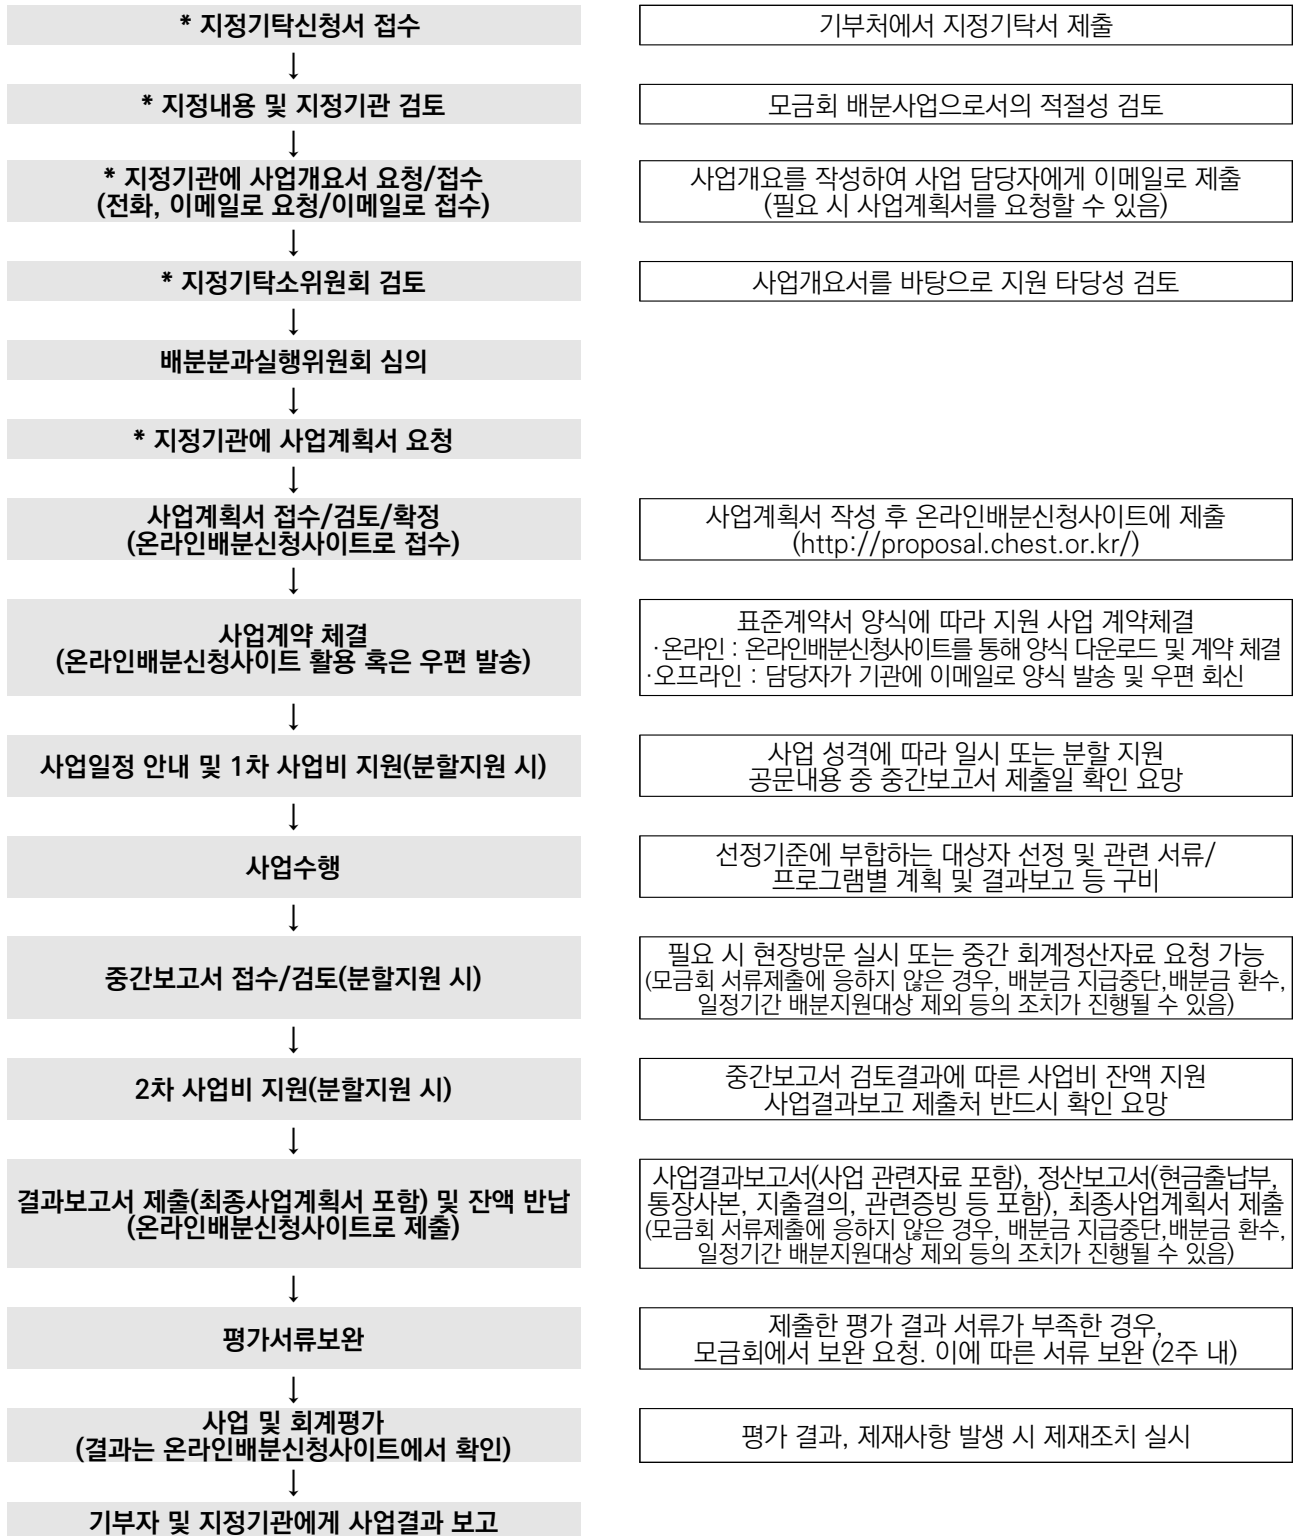 * 지정기탁신청서 접수
기부처에서 지정기탁서 제출
↓
* 지정내용 및 지정기관 검토
모금회 배분사업으로서의 적절성 검토
↓
* 지정기관에 사업개요서 요청/접수
(전화, 이메일로 요청/이메일로 접수)
사업개요를 작성하여 사업 담당자에게 이메일로 제출
(필요 시 사업계획서를 요청할 수 있음)
↓
* 지정기탁소위원회 검토
사업개요서를 바탕으로 지원 타당성 검토
↓
배분분과실행위원회 심의
↓
* 지정기관에 사업계획서 요청
↓
사업계획서 접수/검토/확정
(온라인배분신청사이트로 접수)
사업계획서 작성 후 온라인배분신청사이트에 제출
(http://proposal.chest.or.kr/)
↓
사업계약 체결
(온라인배분신청사이트 활용 혹은 우편 발송)
표준계약서 양식에 따라 지원 사업 계약체결
·온라인 : 온라인배분신청사이트를 통해 양식 다운로드 및 계약 체결
·오프라인 : 담당자가 기관에 이메일로 양식 발송 및 우편 회신
↓
사업일정 안내 및 1차 사업비 지원(분할지원 시)
사업 성격에 따라 일시 또는 분할 지원
공문내용 중 중간보고서 제출일 확인 요망
↓
사업수행
선정기준에 부합하는 대상자 선정 및 관련 서류/
프로그램별 계획 및 결과보고 등 구비
↓
중간보고서 접수/검토(분할지원 시)
필요 시 현장방문 실시 또는 중간 회계정산자료 요청 가능
(모금회 서류제출에 응하지 않은 경우, 배분금 지급중단,배분금 환수,
일정기간 배분지원대상 제외 등의 조치가 진행될 수 있음)
↓
2차 사업비 지원(분할지원 시)
중간보고서 검토결과에 따른 사업비 잔액 지원
사업결과보고 제출처 반드시 확인 요망
↓
결과보고서 제출(최종사업계획서 포함) 및 잔액 반납
(온라인배분신청사이트로 제출)
사업결과보고서(사업 관련자료 포함), 정산보고서(현금출납부,
통장사본, 지출결의, 관련증빙 등 포함), 최종사업계획서 제출
(모금회 서류제출에 응하지 않은 경우, 배분금 지급중단,배분금 환수,
일정기간 배분지원대상 제외 등의 조치가 진행될 수 있음)
↓
평가서류보완
제출한 평가 결과 서류가 부족한 경우,
모금회에서 보완 요청. 이에 따른 서류 보완 (2주 내)
↓
사업 및 회계평가
(결과는 온라인배분신청사이트에서 확인)
평가 결과, 제재사항 발생 시 제재조치 실시
↓
기부자 및 지정기관에게 사업결과 보고